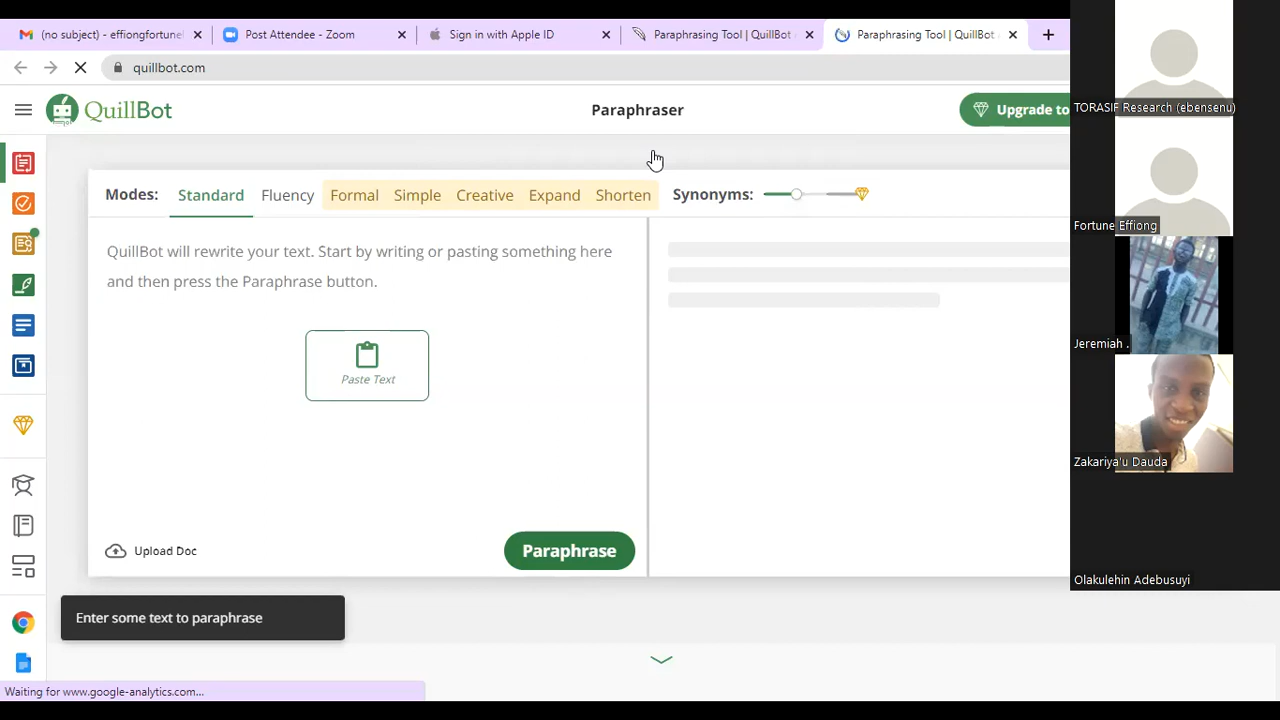 (no subject) - effiongfortunel
Post Attendee - Zoom
Sign in with Apple ID
Paraphrasing Tool | QuillBot
Paraphrasing Tool | QuillBot
quillbot.com
QuillBot
Paraphraser
Upgrade to
Modes:
Standard
Fluency
Formal
Simple
Creative
Expand
Shorten
Synonyms:
QuillBot will rewrite your text. Start by writing or pasting something here
and then press the Paraphrase button.
Paste Text
Upload Doc
Paraphrase
Enter some text to paraphrase
Waiting for www.google-analytics.com...
TORASIF Research (ebensenu)
Fortune Effiong
Jeremiah .
Zakariya'u Dauda
Olakulehin Adebusuyi